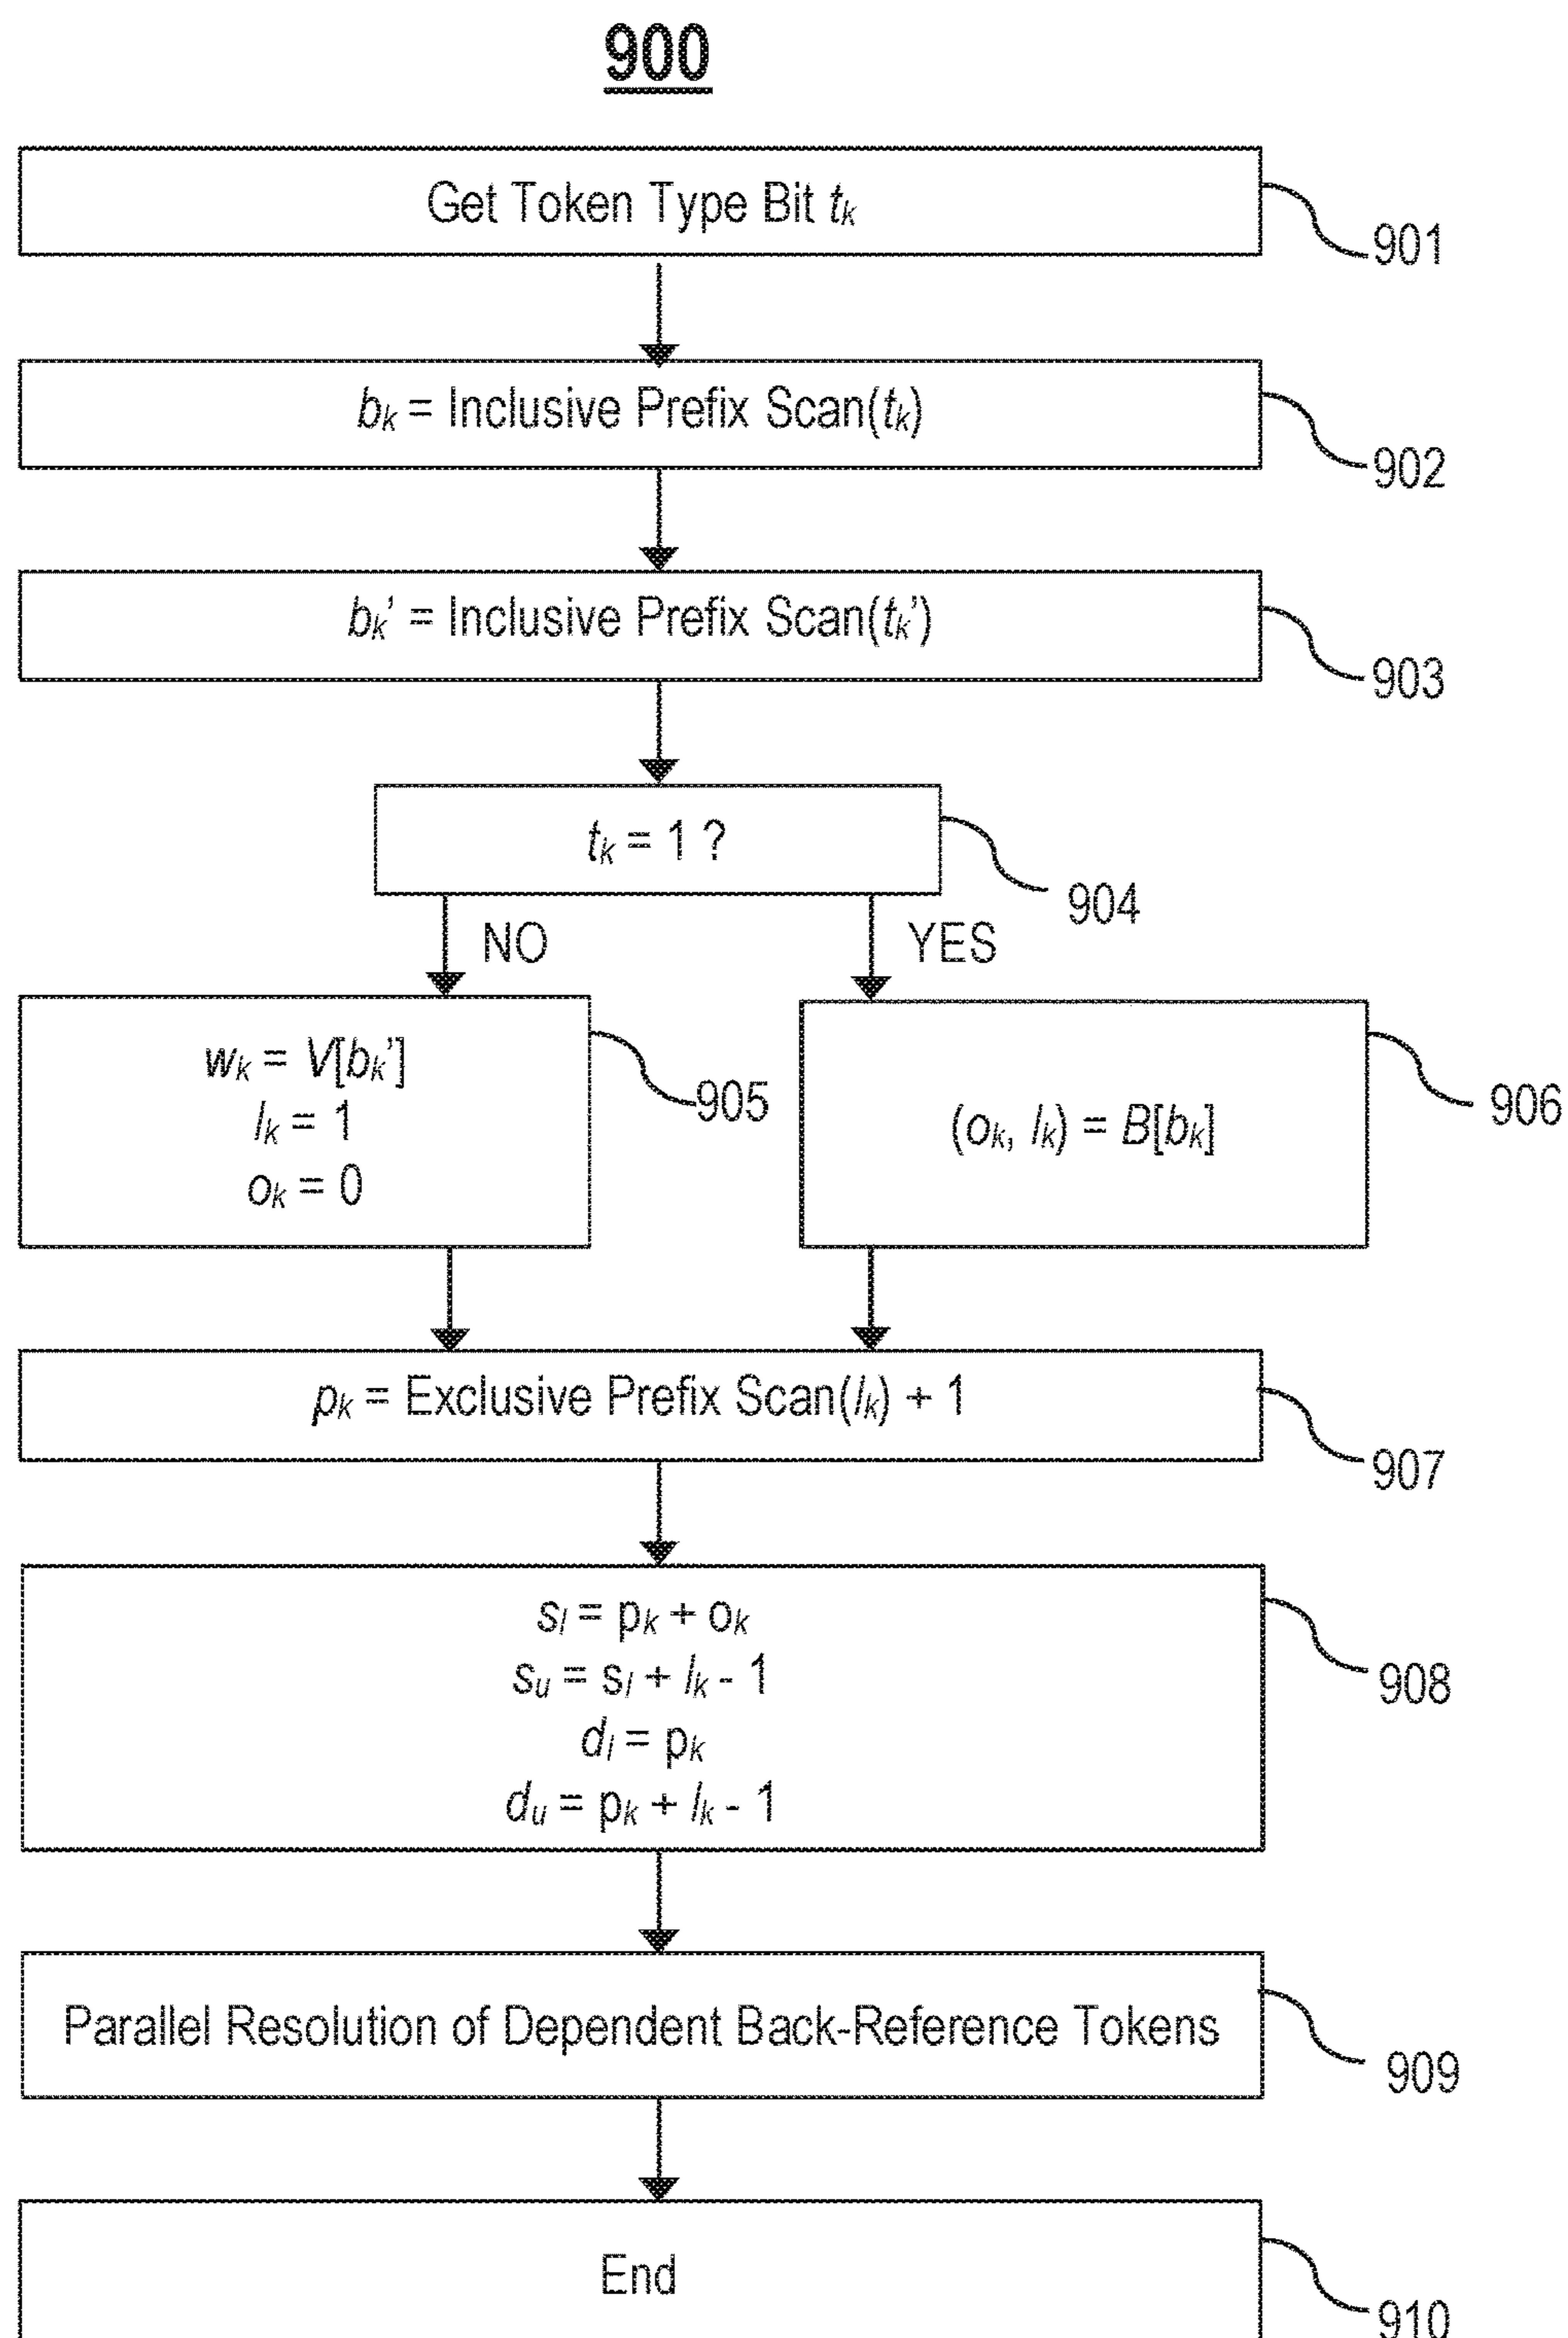 900
Get Token Type Bit tk
901
bk = Inclusive Prefix Scan(tk)
902
bk’ = Inclusive Prefix Scan(tk’)
903
tk = 1 ?
904
NO
YES
wk = V[bk’]
lk = 1
ok = 0
905
(ok, lk) = B[bk]
906
pk = Exclusive Prefix Scan(lk) + 1
907
sl = pk + ok
su = sl + lk - 1
dl = pk
du = pk + lk - 1
908
Parallel Resolution of Dependent Back-Reference Tokens
909
End
910